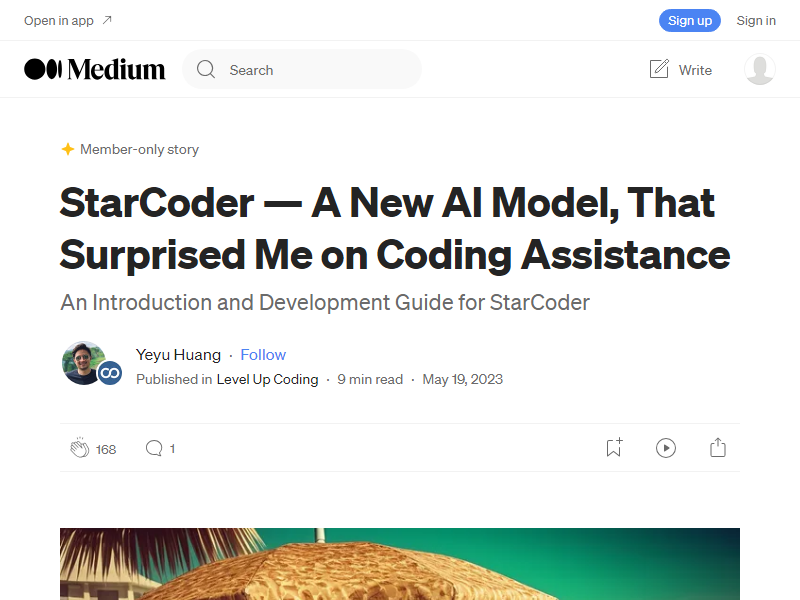 Open in app
Sign up
Sign in
Medium
Search
Write
Member-only story
StarCoder — A New AI Model, That
Surprised Me on Coding Assistance
An Introduction and Development Guide for StarCoder
Yeyu Huang · Follow
Published in Level Up Coding · 9 min read · May 19, 2023
168
1